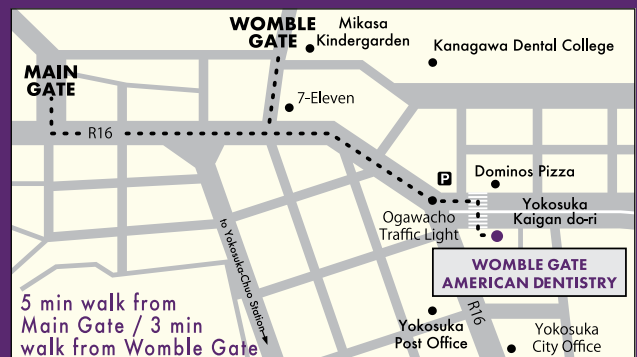 WOMBLE
GATE
Mikasa
Kindergarden
Kanagawa Dental College
MAIN
GATE
7-Eleven
R16
P
Dominos Pizza
Ogawacho
Traffic Light
Yokosuka
Kaigan do-ri
to Yokosuka-Chuo Station
WOMBLE GATE
AMERICAN DENTISTRY
5 min walk from
Main Gate / 3 min
walk from Womble Gate
R16
Yokosuka
Post Office
Yokosuka
City Office